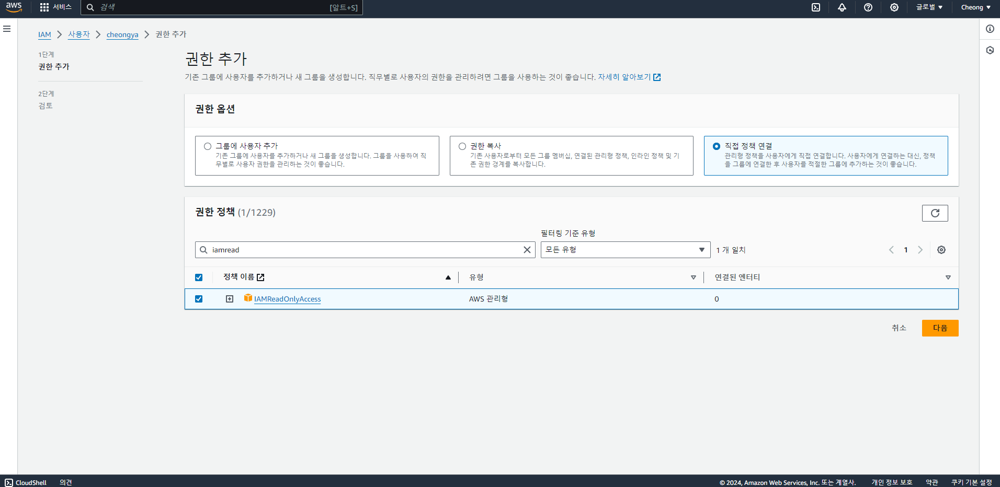 aws
서비스
검색
[알트+S]
글로벌
Cheong
IAM
사용자
cheongya
권한 추가
1단계
권한 추가
2단계
검토
권한 추가
기존 그룹에 사용자를 추가하거나 새 그룹을 생성합니다. 직무별로 사용자의 권한을 관리하려면 그룹을 사용하는 것이 좋습니다. 자세히 알아보기
권한 옵션
그룹에 사용자 추가
기존 그룹에 사용자를 추가하거나 새 그룹을 생성합니다. 그룹을 사용하여 직
무별로 사용자 권한을 관리하는 것이 좋습니다.
권한 복사
기존 사용자로부터 모든 그룹 멤버십, 연결된 관리형 정책, 인라인 정책 및 기
존 권한 경계를 복사합니다.
직접 정책 연결
관리형 정책을 사용자에게 직접 연결합니다. 사용자에게 연결하는 대신, 정책
을 그룹에 연결한 후 사용자를 적절한 그룹에 추가하는 것이 좋습니다.
권한 정책 (1/1229)
필터링 기준 유형
iamread
모든 유형
1 개 일치
1
정책 이름
유형
연결된 엔터티
IAMReadOnlyAccess
AWS 관리형
0
취소
다음
CloudShell
의견
© 2024, Amazon Web Services, Inc. 또는 계열사.
개인 정보 보호
약관
쿠키 기본 설정